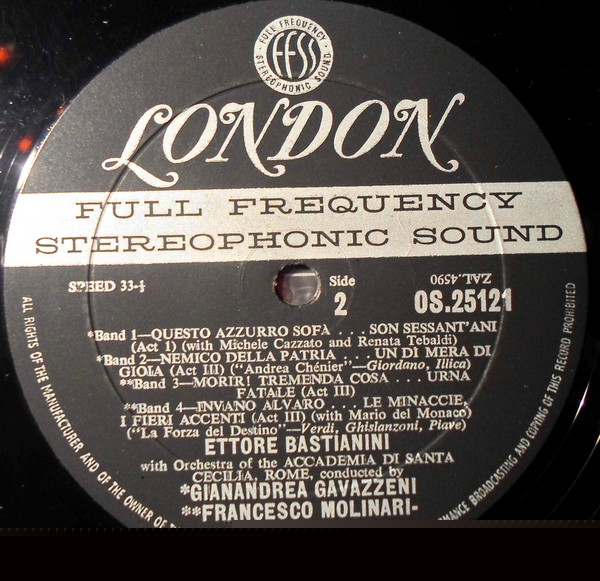 FULL FREQUENCY
FFSS
STEREOPHONIC SOUND
LONDON
FULL FREQUENCY
STEREOPHONIC SOUND
SPEED 33-⅓
Side
2
ZAL.4590
OS.25121
*Band 1—QUESTO AZZURRO SOFA . . . SON SESSANT'ANI
(Act 1) (with Michele Cazzato and Renata Tebaldi)
*Band 2—NEMICO DELLA PATRIA . . . UN DÌ MERA DI
GIOIA (Act III) ("Andrea Chénier"—Giordano, Illica)
**Band 3—MORIR! TREMENDA COSA . . . URNA
FATALE (Act III)
**Band 4—INVANO ALVARO . . . LE MINACCIE,
I FIERI ACCENTI (Act III) (with Mario del Monaco)
("La Forza del Destino"—Verdi, Ghislanzoni, Piave)
ETTORE BASTIANINI
with Orchestra of the ACCADEMIA DI SANTA
CECILIA, ROME, conducted by
*GIANANDREA GAVAZZENI
**FRANCESCO MOLINARI-
ALL RIGHTS OF THE MANUFACTURER AND OF THE OWNER OF
BROADCASTING AND COPYING OF THIS RECORD PROHIBITED